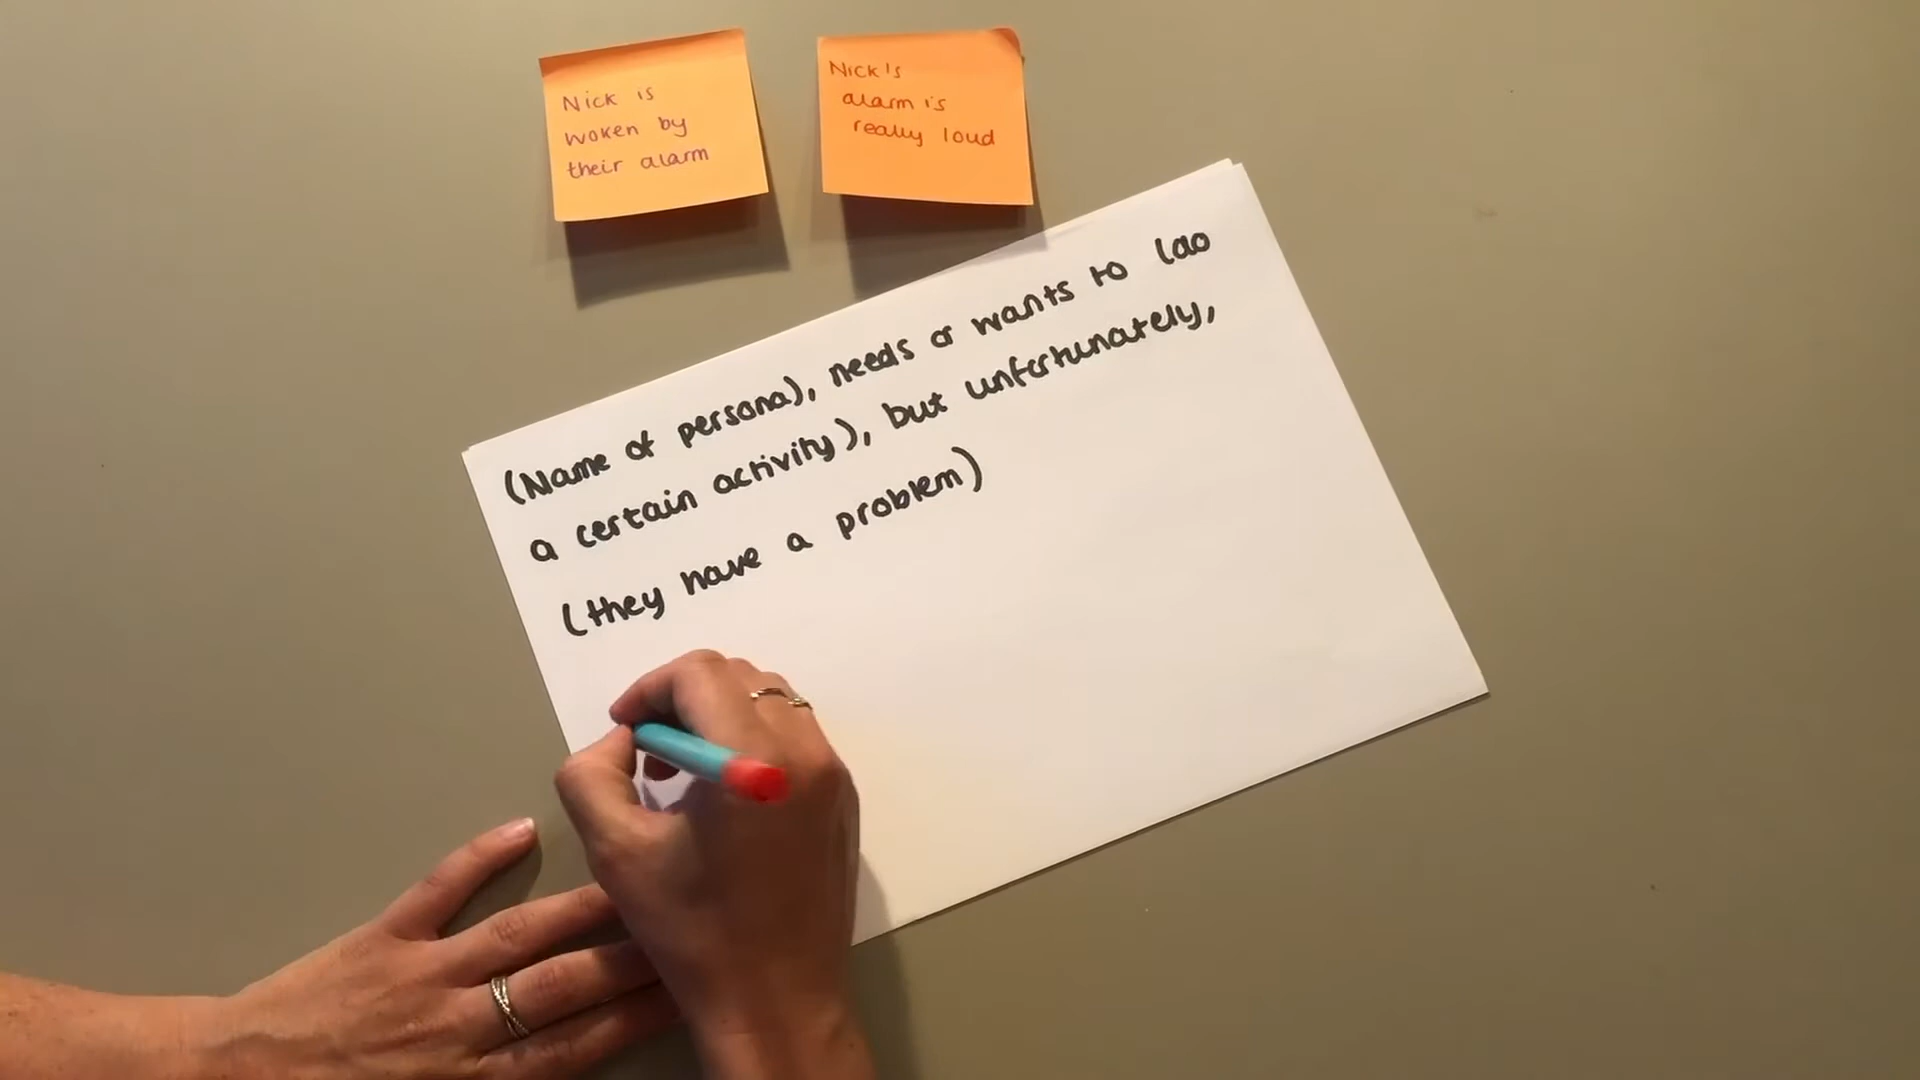 Nick is
woken by
their alarm
Nick's
alarm is
really loud
(Name of persona), needs or wants to (do
a certain activity), but unfortunately,
(they have a problem)